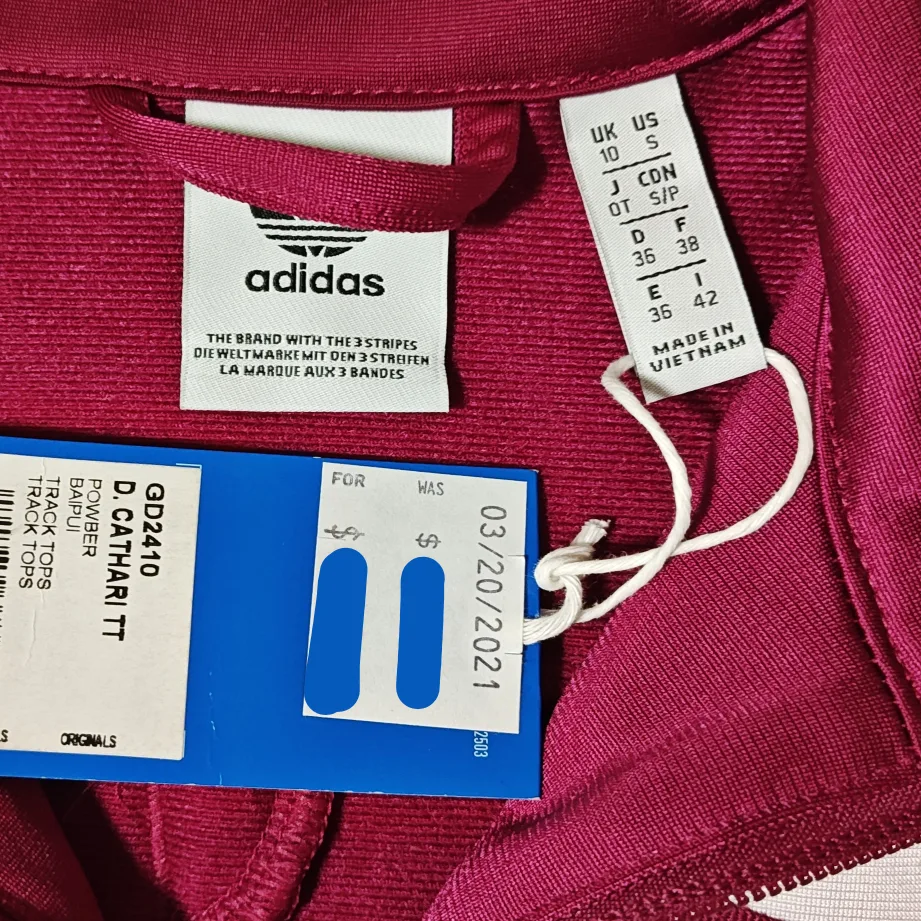 adidas
THE BRAND WITH THE 3 STRIPES
DIE WELTMARKE MIT DEN 3 STREIFEN
LA MARQUE AUX 3 BANDES
UK US
10 S
J CDN
OT S/P
D F
36 38
E I
36 42
MADE IN
VIETNAM
GD2410
D. CATHARI TT
POWBER
BAIPUI
TRACK TOPS
TRACK TOPS
ORIGINALS
FOR WAS
$ $
03/20/2021
2503